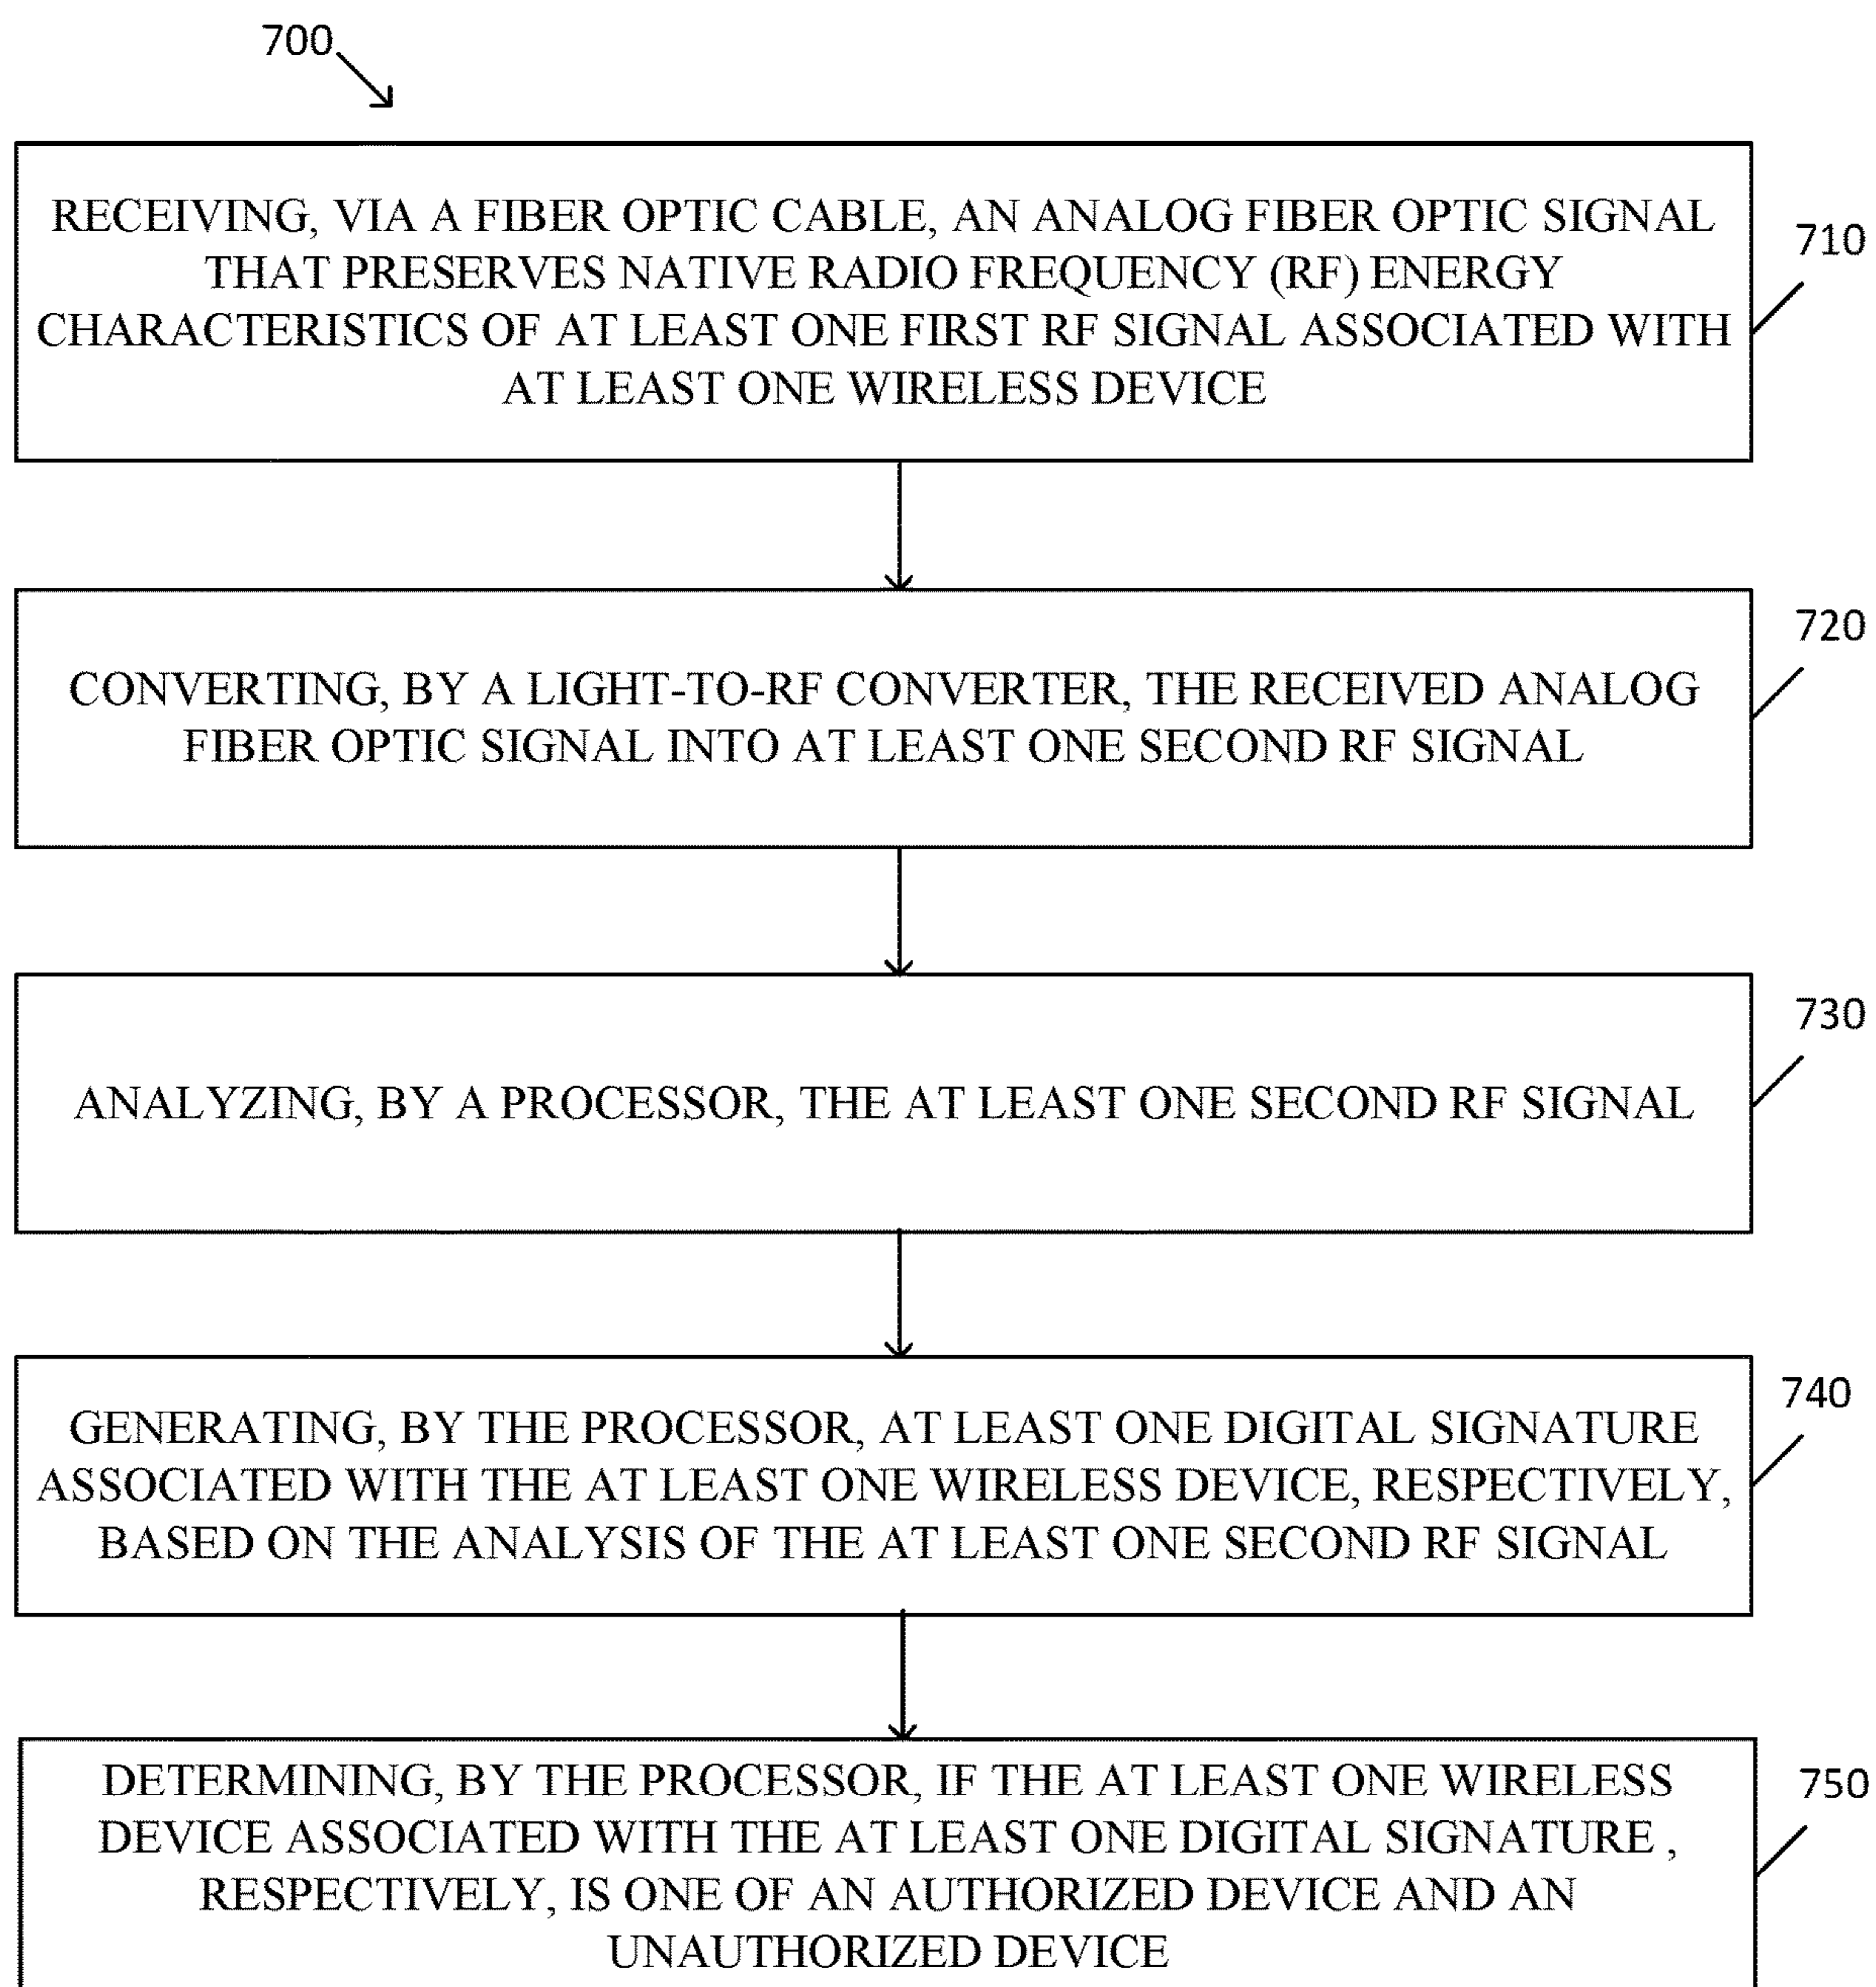 700
RECEIVING, VIA A FIBER OPTIC CABLE, AN ANALOG FIBER OPTIC SIGNAL
THAT PRESERVES NATIVE RADIO FREQUENCY (RF) ENERGY
CHARACTERISTICS OF AT LEAST ONE FIRST RF SIGNAL ASSOCIATED WITH
AT LEAST ONE WIRELESS DEVICE
710
CONVERTING, BY A LIGHT-TO-RF CONVERTER, THE RECEIVED ANALOG
FIBER OPTIC SIGNAL INTO AT LEAST ONE SECOND RF SIGNAL
720
ANALYZING, BY A PROCESSOR, THE AT LEAST ONE SECOND RF SIGNAL
730
GENERATING, BY THE PROCESSOR, AT LEAST ONE DIGITAL SIGNATURE
ASSOCIATED WITH THE AT LEAST ONE WIRELESS DEVICE, RESPECTIVELY,
BASED ON THE ANALYSIS OF THE AT LEAST ONE SECOND RF SIGNAL
740
DETERMINING, BY THE PROCESSOR, IF THE AT LEAST ONE WIRELESS
DEVICE ASSOCIATED WITH THE AT LEAST ONE DIGITAL SIGNATURE ,
RESPECTIVELY, IS ONE OF AN AUTHORIZED DEVICE AND AN
UNAUTHORIZED DEVICE
750